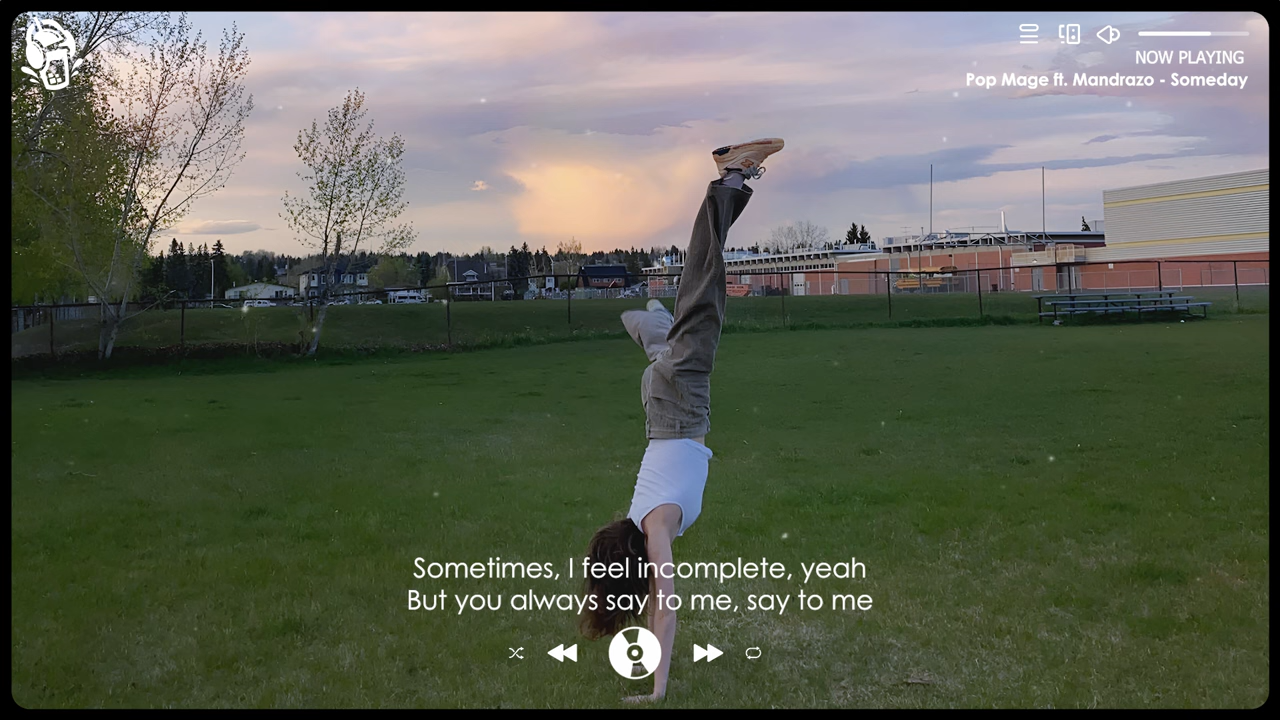 NOW PLAYING
Pop Mage ft. Mandrazo - Someday
Sometimes, I feel incomplete, yeah
But you always say to me, say to me